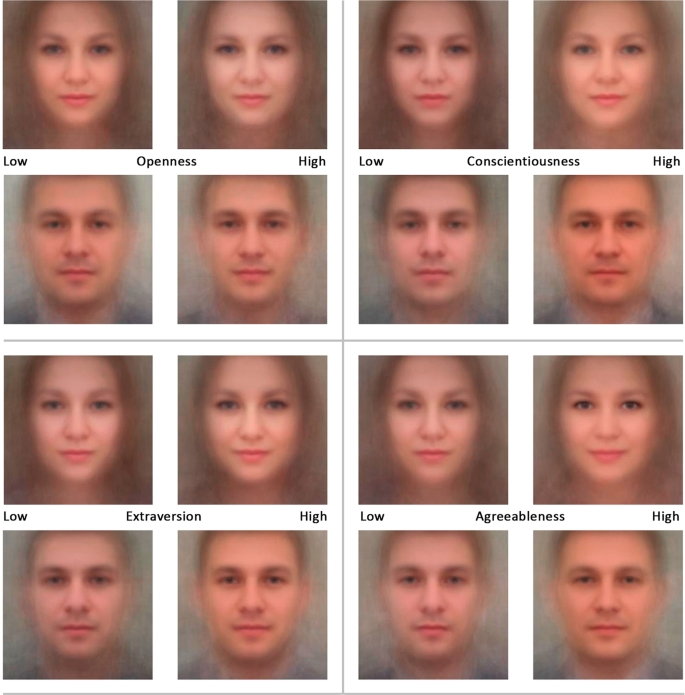 Low Openness High
Low Conscientiousness High
Low Extraversion High
Low Agreeableness High